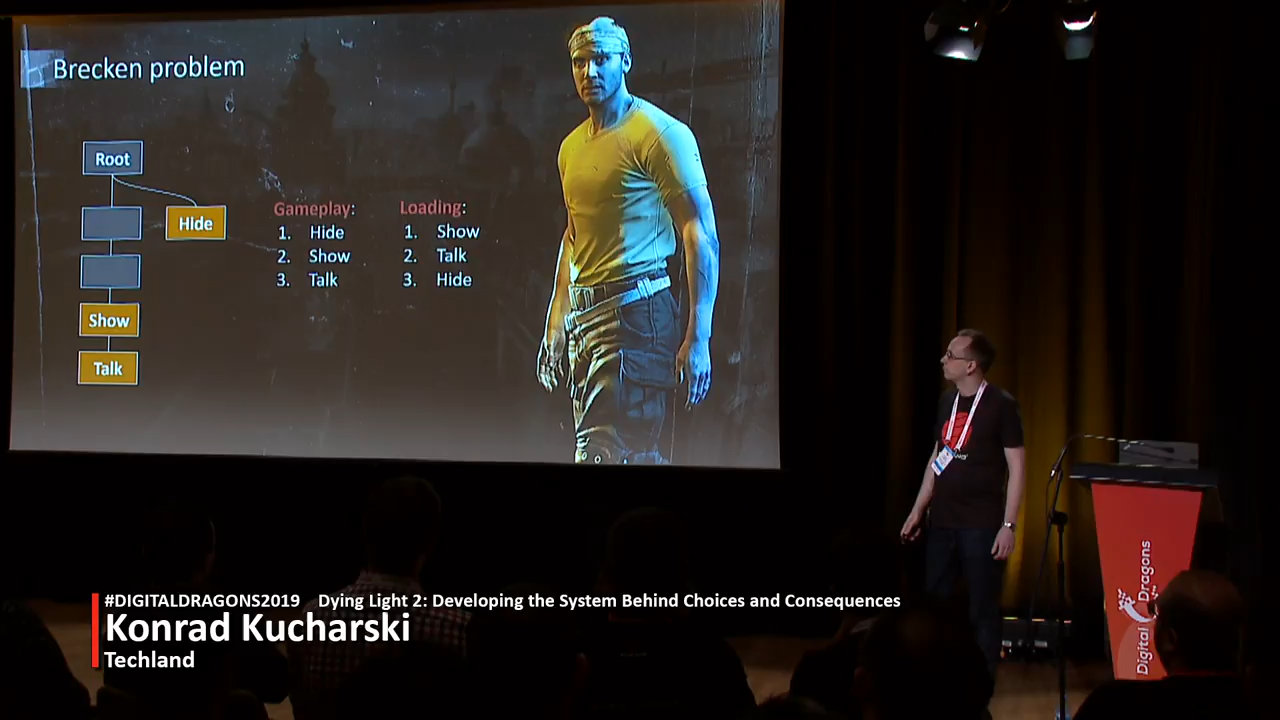 Brecken problem
Root
Hide
Show
Talk
Gameplay:
1. Hide
2. Show
3. Talk
Loading:
1. Show
2. Talk
3. Hide
Digital Dragons
#DIGITALDRAGONS2019 Dying Light 2: Developing the System Behind Choices and Consequences
Konrad Kucharski
Techland